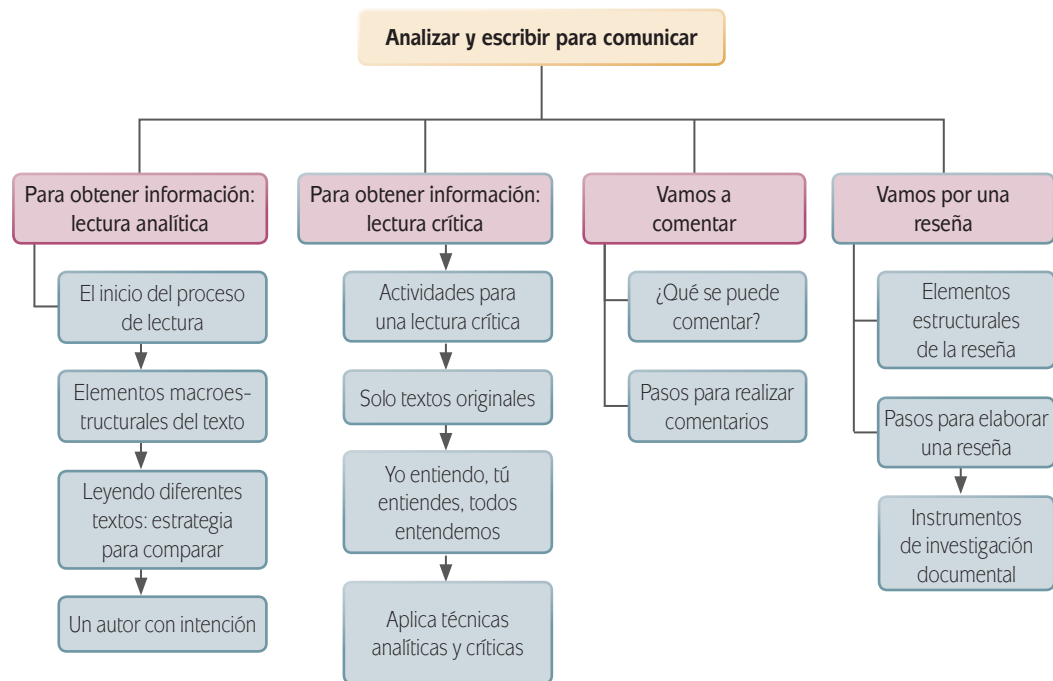 Analizar y escribir para comunicar
Para obtener información:
lectura analítica
El inicio del proceso
de lectura
Elementos macroes-
tructurales del texto
Leyendo diferentes
textos: estrategia
para comparar
Un autor con intención
Para obtener información:
lectura crítica
Actividades para
una lectura crítica
Solo textos originales
Yo entiendo, tú
entiendes, todos
entendemos
Aplica técnicas
analíticas y críticas
Vamos a
comentar
¿Qué se puede
comentar?
Pasos para realizar
comentarios
Vamos por una
reseña
Elementos
estructurales
de la reseña
Pasos para elaborar
una reseña
Instrumentos
de investigación
documental